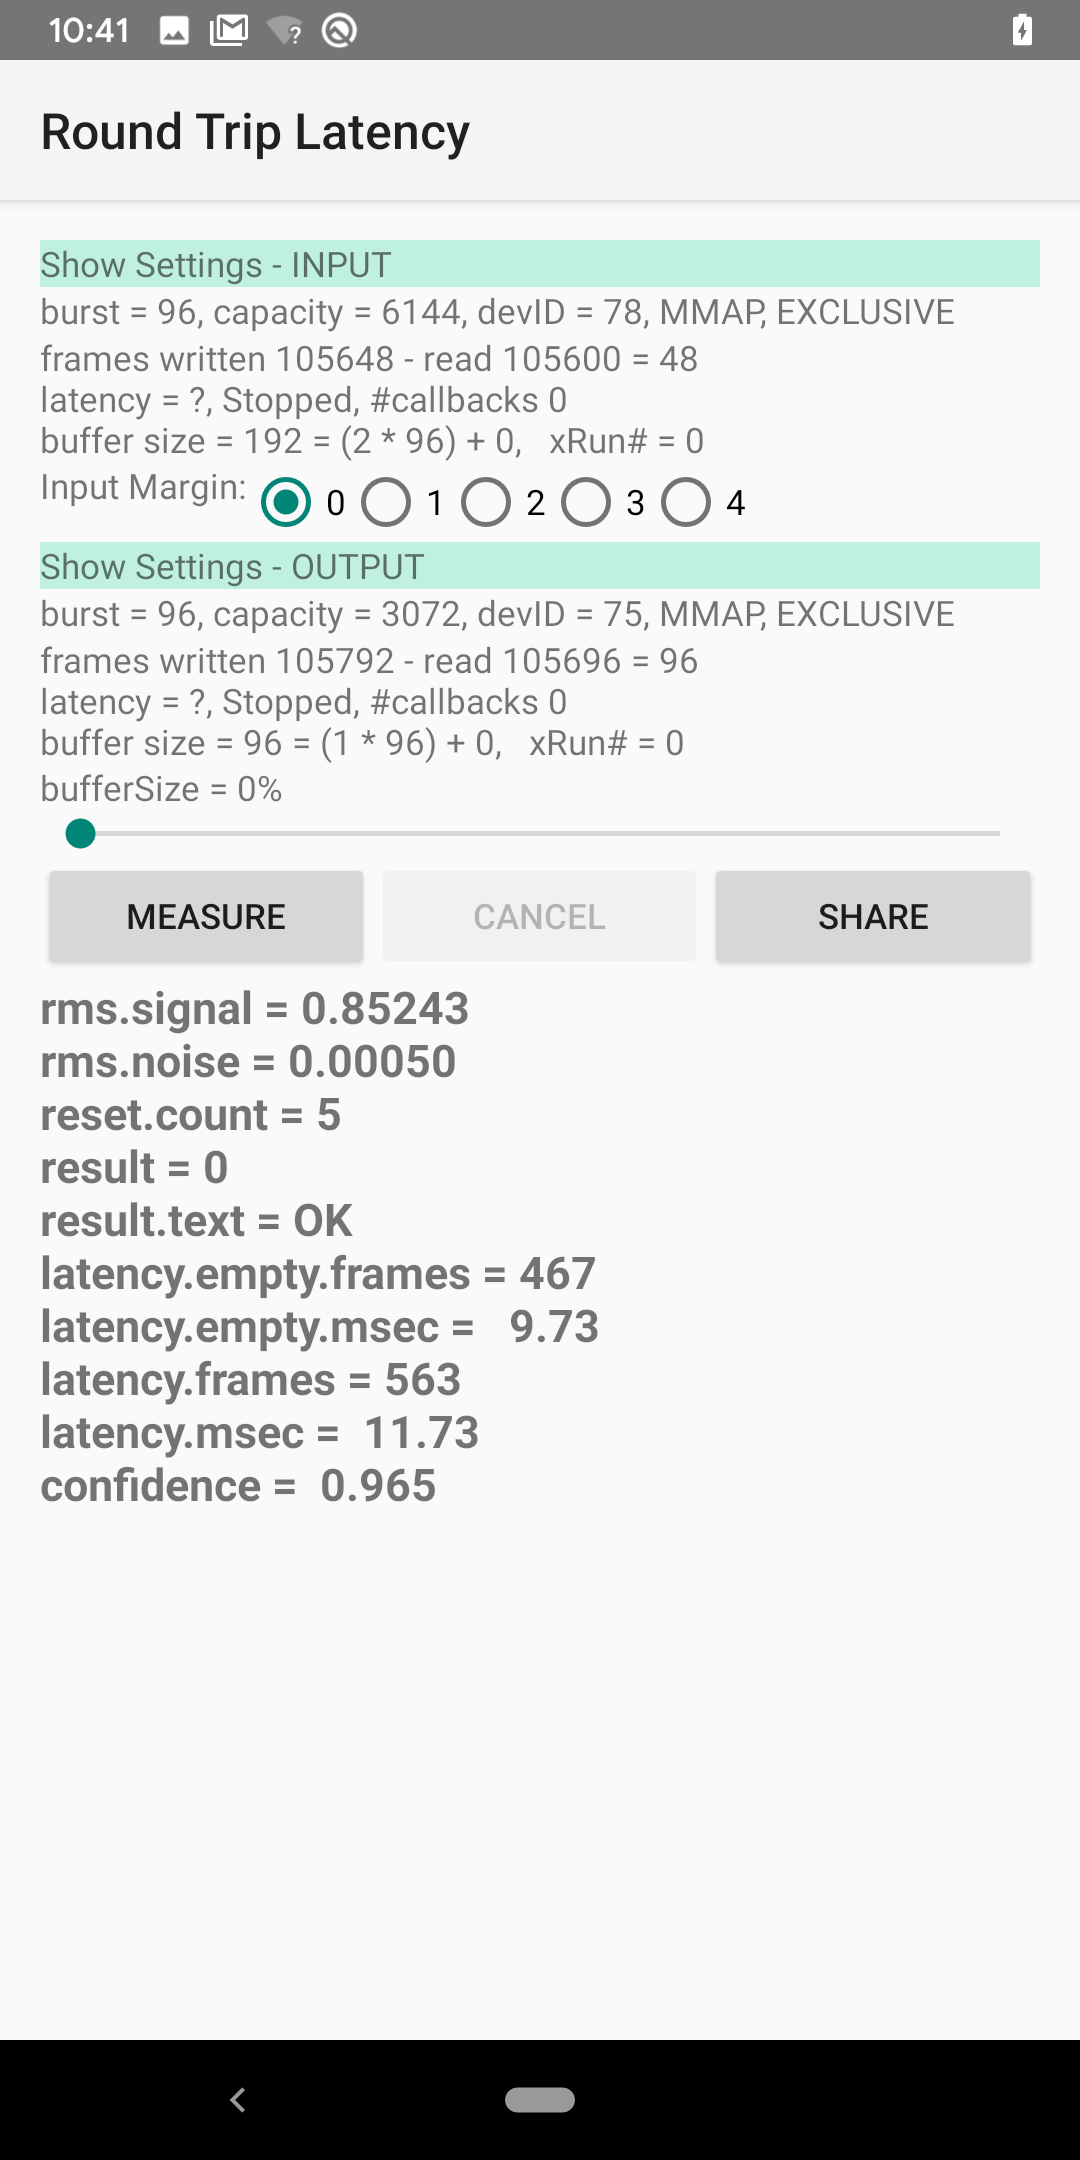 10:41
Round Trip Latency
Show Settings - INPUT
burst = 96, capacity = 6144, devID = 78, MMAP, EXCLUSIVE
frames written 105648 - read 105600 = 48
latency = ?, Stopped, #callbacks 0
buffer size = 192 = (2 * 96) + 0,   xRun# = 0
Input Margin: 0 1 2 3 4
Show Settings - OUTPUT
burst = 96, capacity = 3072, devID = 75, MMAP, EXCLUSIVE
frames written 105792 - read 105696 = 96
latency = ?, Stopped, #callbacks 0
buffer size = 96 = (1 * 96) + 0,   xRun# = 0
bufferSize = 0%
MEASURE CANCEL SHARE
rms.signal = 0.85243
rms.noise = 0.00050
reset.count = 5
result = 0
result.text = OK
latency.empty.frames = 467
latency.empty.msec =   9.73
latency.frames = 563
latency.msec =  11.73
confidence =  0.965